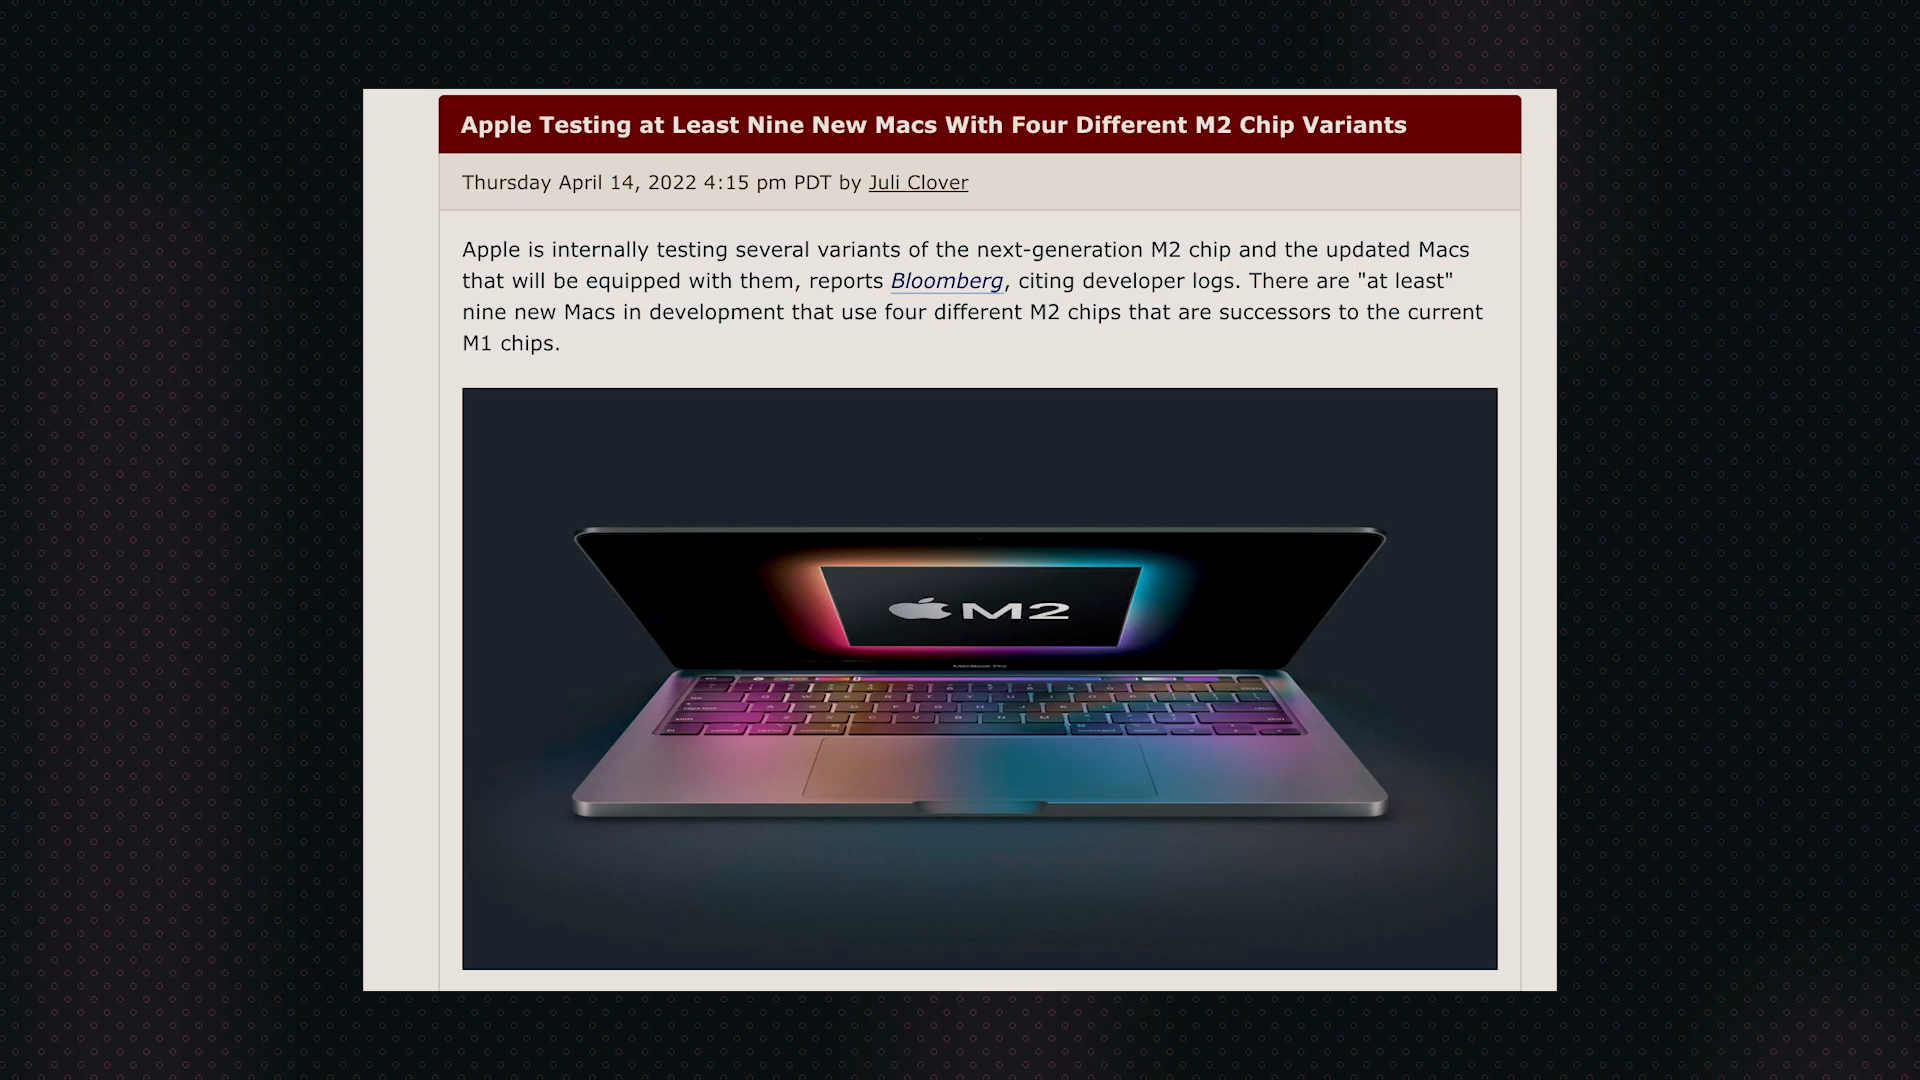 Apple Testing at Least Nine New Macs With Four Different M2 Chip Variants
Thursday April 14, 2022 4:15 pm PDT by Juli Clover
Apple is internally testing several variants of the next-generation M2 chip and the updated Macs
that will be equipped with them, reports Bloomberg, citing developer logs. There are "at least"
nine new Macs in development that use four different M2 chips that are successors to the current
M1 chips.
M2
MacBook Pro